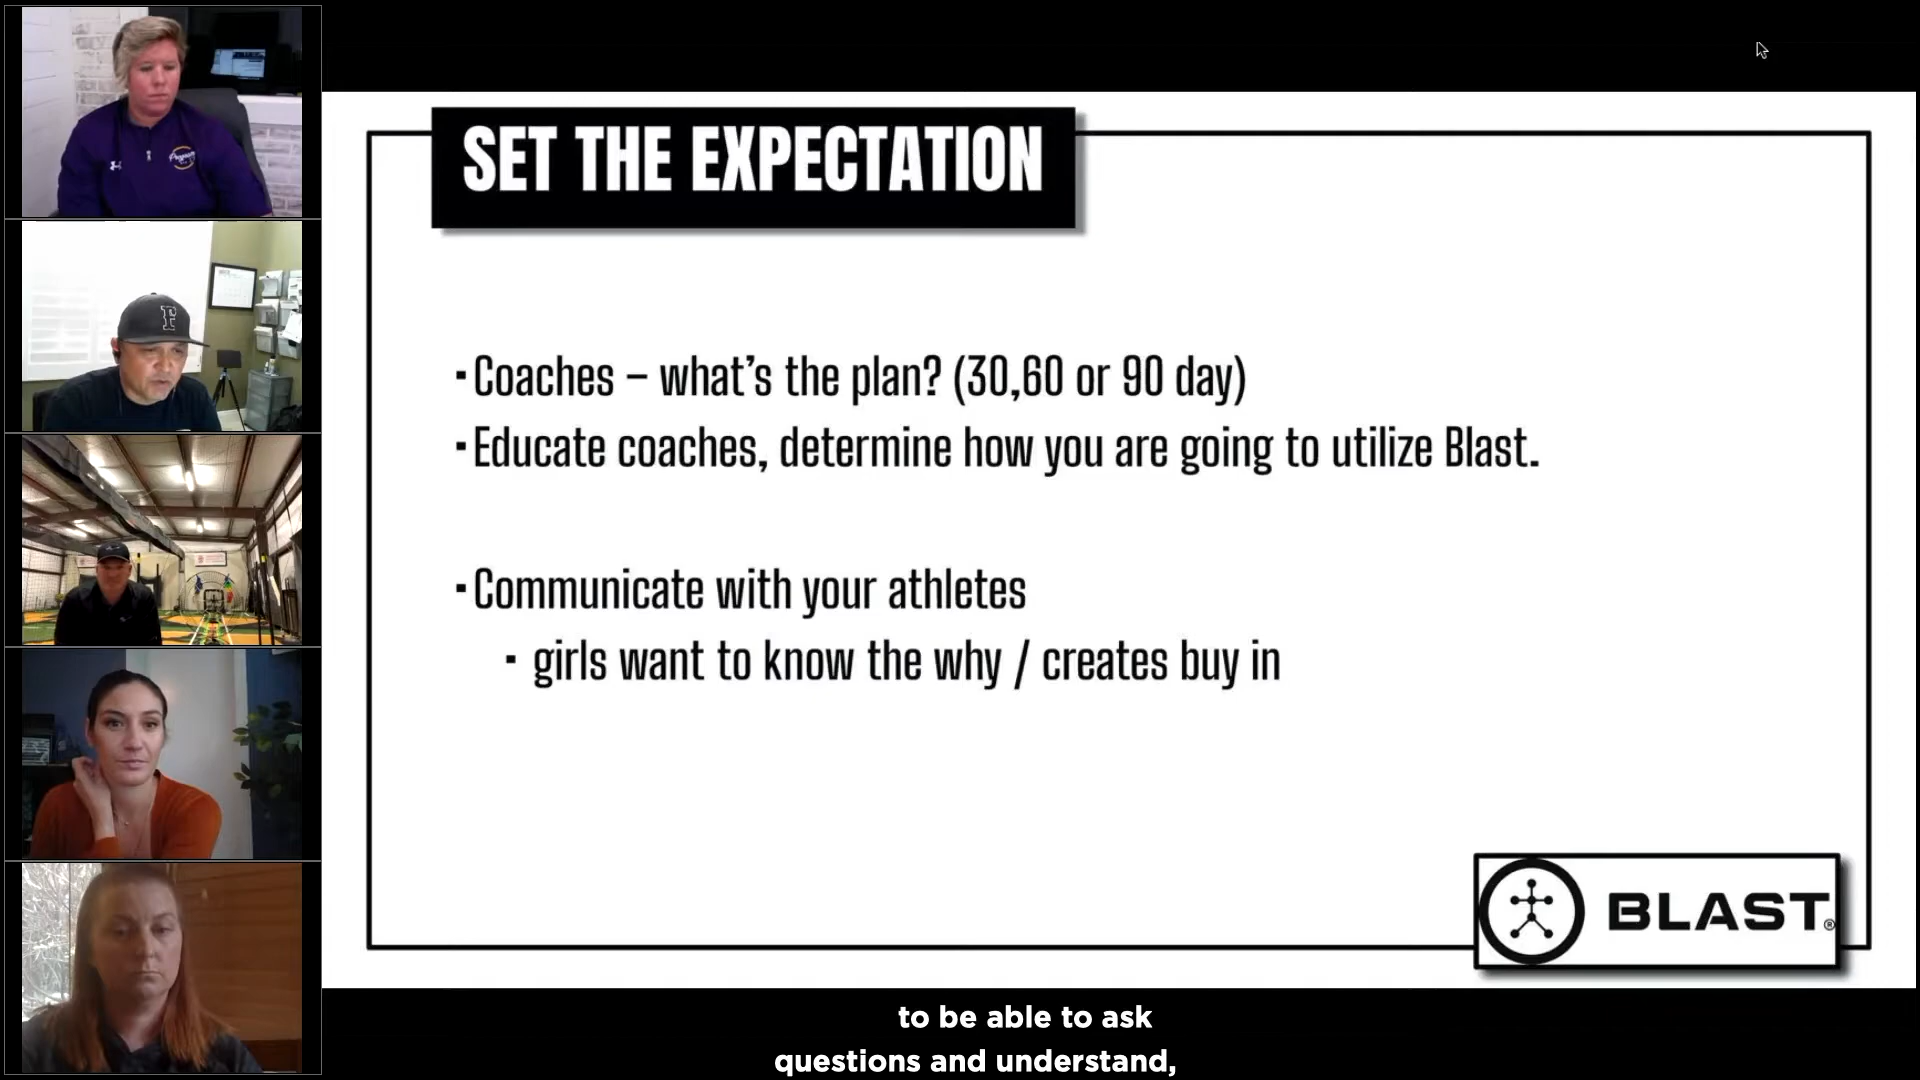 SET THE EXPECTATION
▪Coaches – what's the plan? (30,60 or 90 day)
▪Educate coaches, determine how you are going to utilize Blast.
▪Communicate with your athletes
▪ girls want to know the why / creates buy in
BLAST®
to be able to ask
questions and understand,